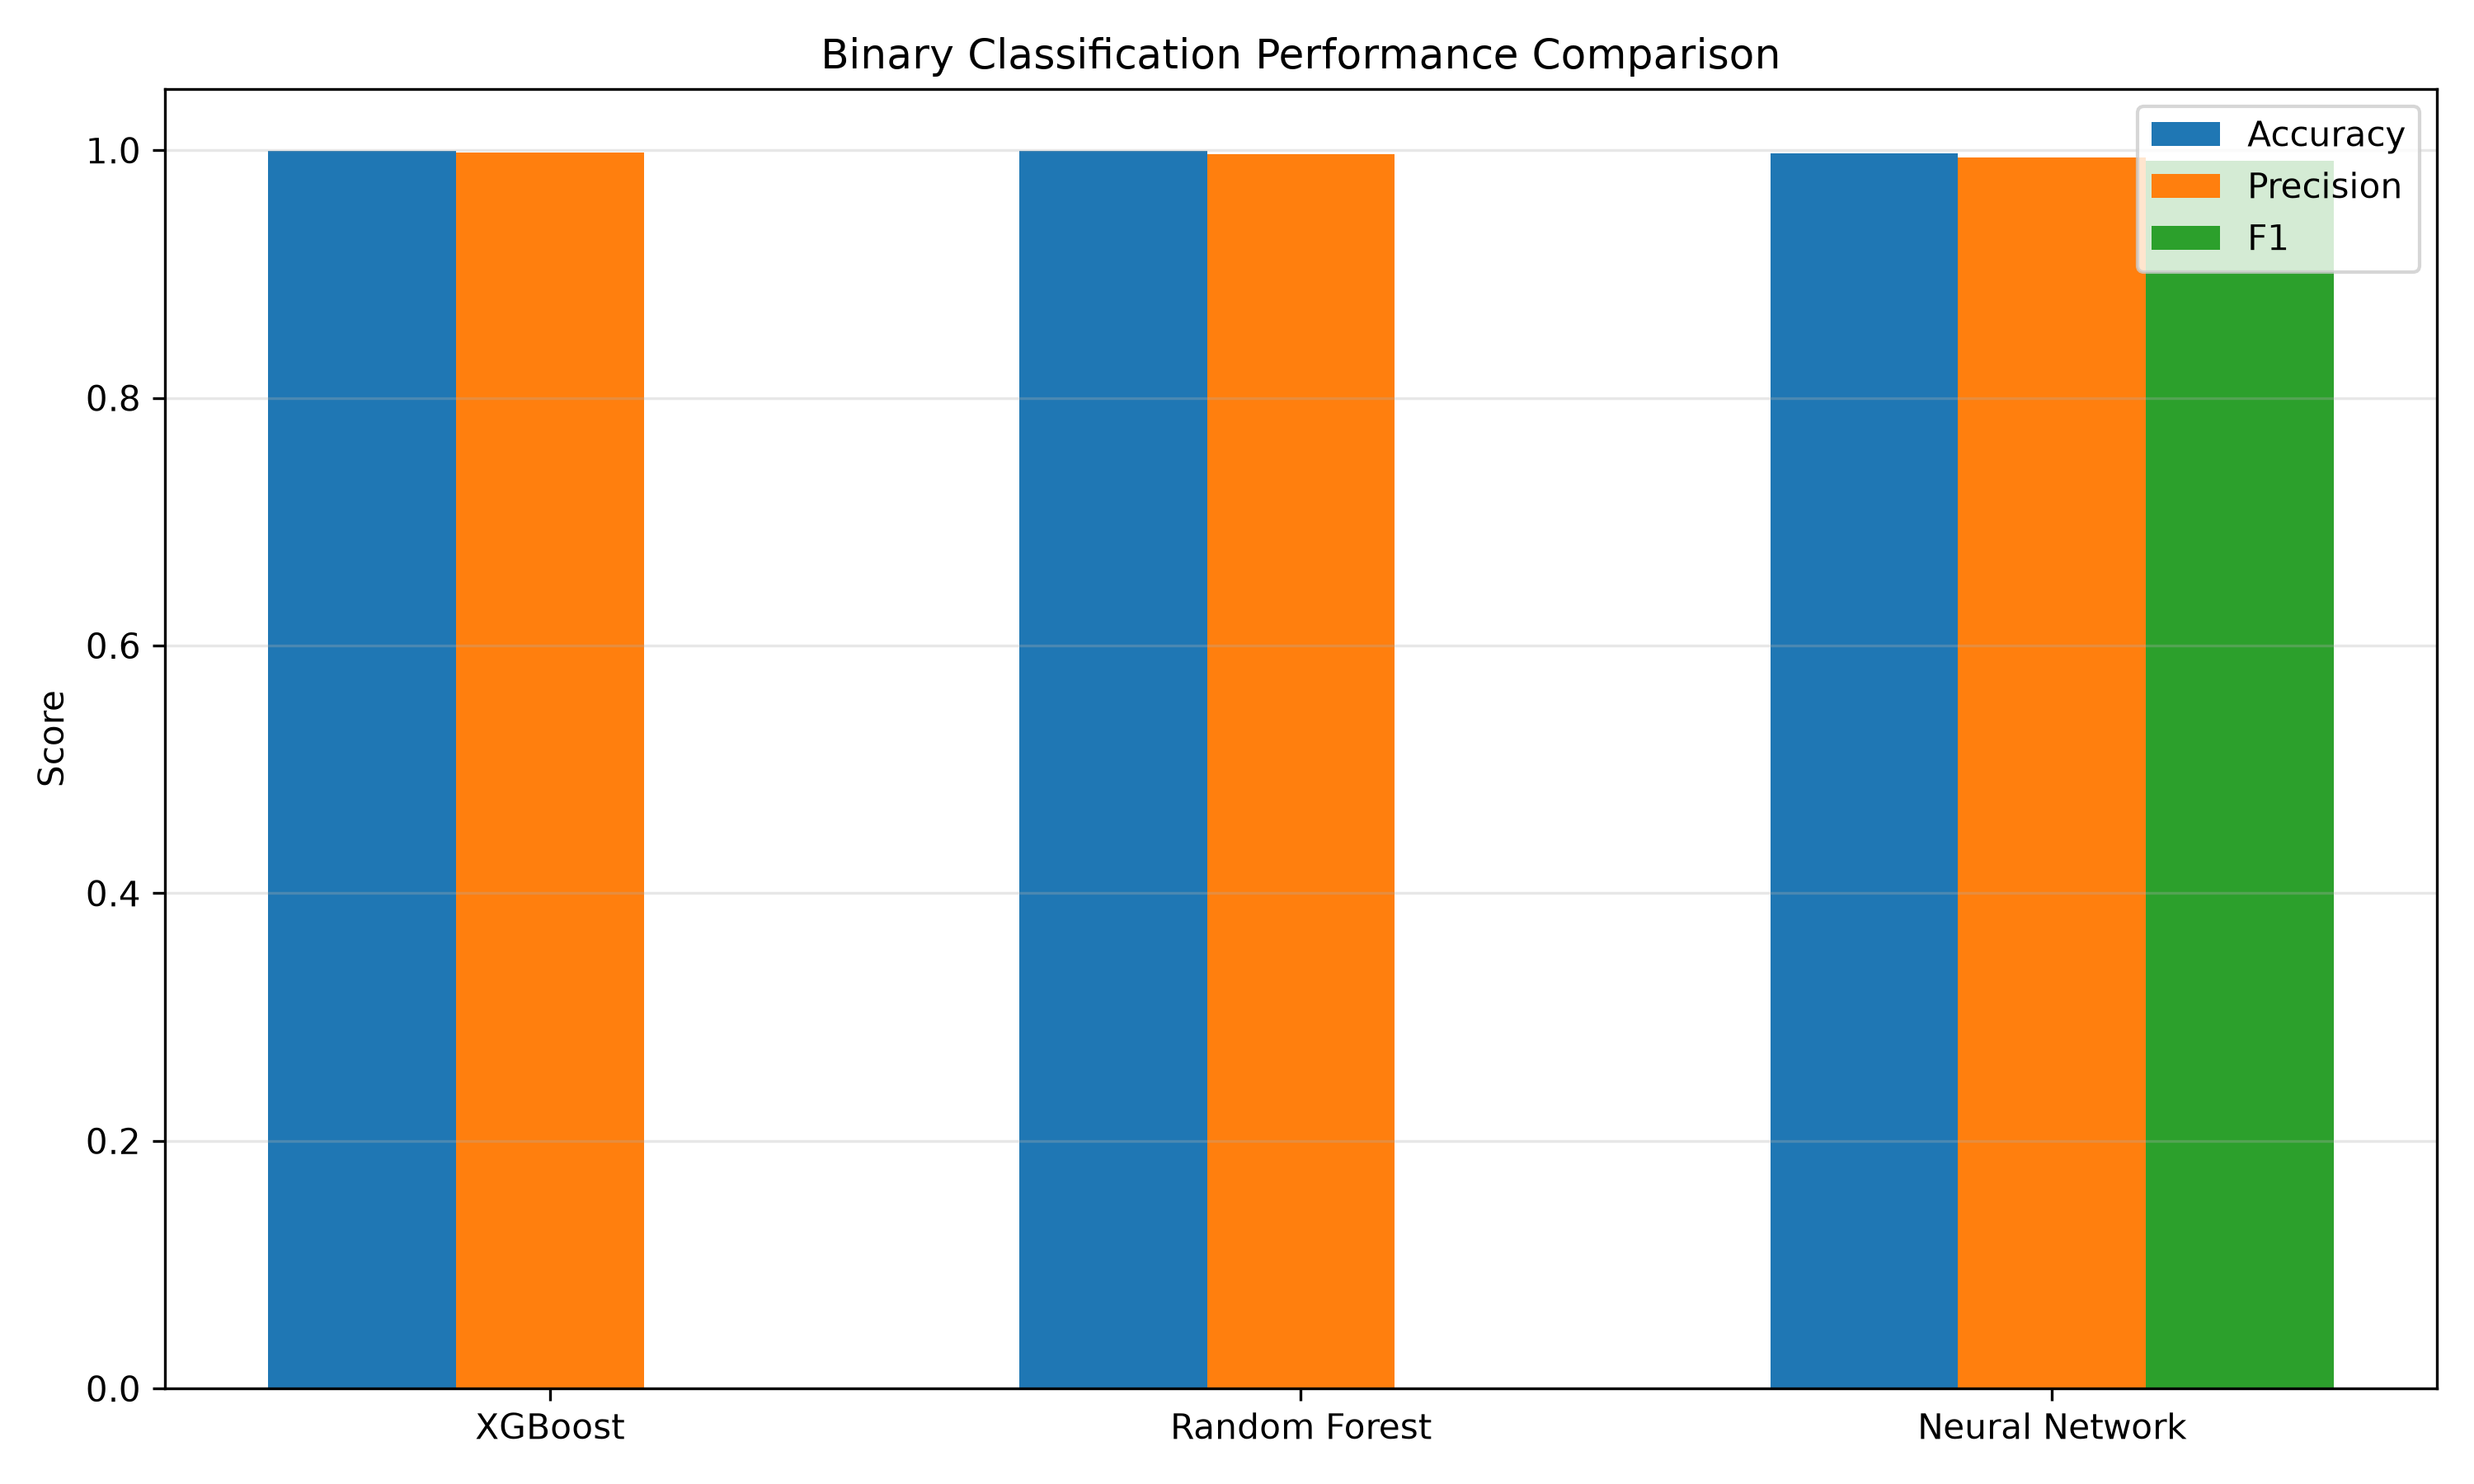 Binary Classification Performance Comparison
Accuracy
Precision
F1
1.0
0.8
0.6
0.4
0.2
0.0
Score
XGBoost
Random Forest
Neural Network